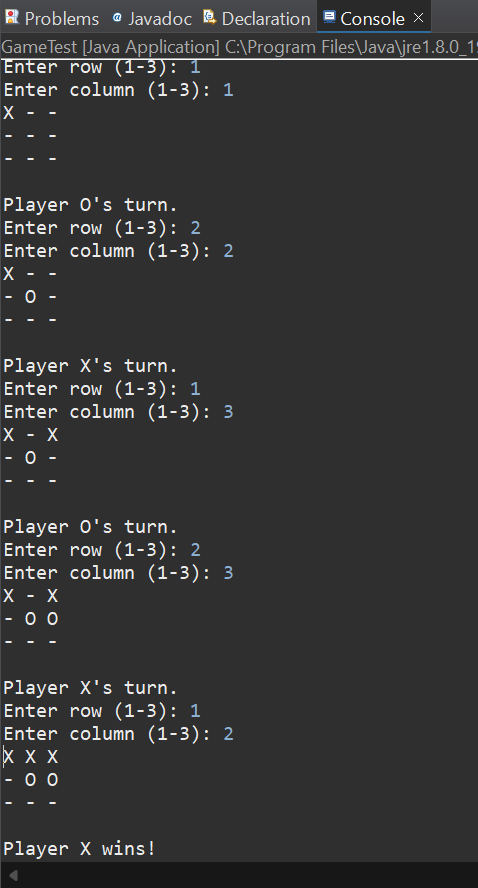 Problems @ Javadoc Declaration Console
GameTest [Java Application] C:\Program Files\Java\jre1.8.0_19
Enter row (1-3): 1
Enter column (1-3): 1
X - -
- - -
- - -
Player O's turn.
Enter row (1-3): 2
Enter column (1-3): 2
X - -
- O -
- - -
Player X's turn.
Enter row (1-3): 1
Enter column (1-3): 3
X - X
- O -
- - -
Player O's turn.
Enter row (1-3): 2
Enter column (1-3): 3
X - X
- O O
- - -
Player X's turn.
Enter row (1-3): 1
Enter column (1-3): 2
X X X
- O O
- - -
Player X wins!